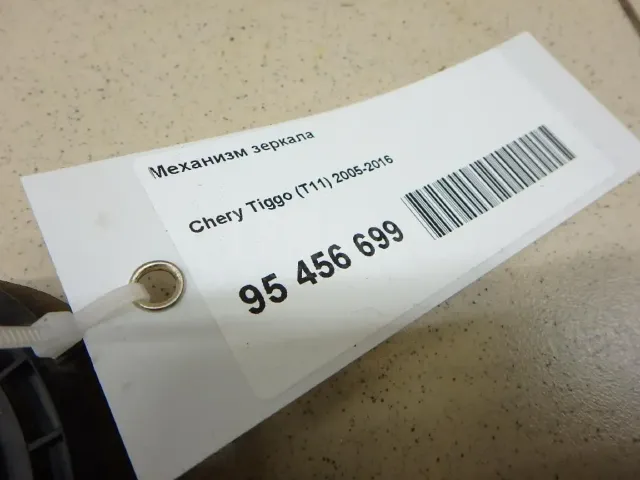 Механизм зеркала
Chery Tiggo (T11) 2005-2016
95 456 699